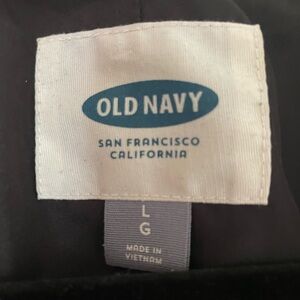 OLD NAVY
SAN FRANCISCO
CALIFORNIA
L
G
MADE IN
VIETNAM